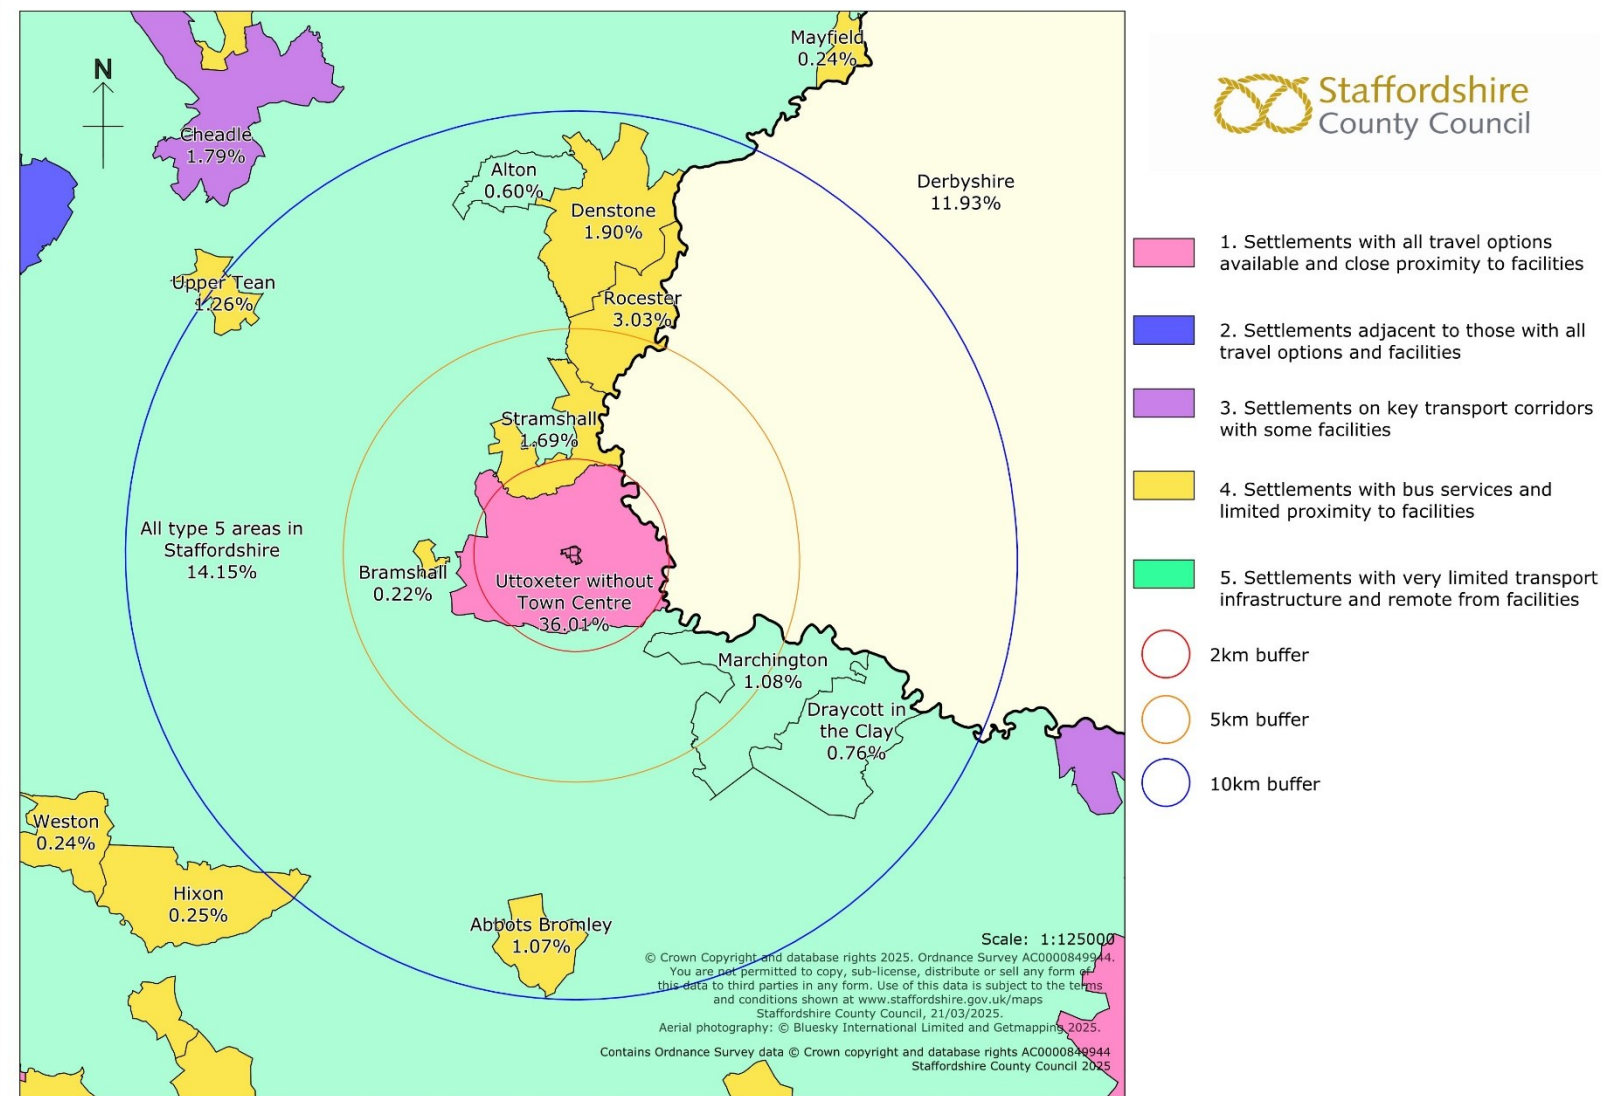 N
Mayfield
0.24%
Cheadle
1.79%
Alton
0.60%
Denstone
1.90%
Derbyshire
11.93%
Upper Tean
1.26%
Rocester
3.03%
Stramshall
1.69%
All type 5 areas in
Staffordshire
14.15%
Bramshall
0.22%
Uttoxeter without
Town Centre
36.01%
Marchington
1.08%
Draycott in
the Clay
0.76%
Weston
0.24%
Hixon
0.25%
Abbots Bromley
1.07%
Scale: 1:125000
© Crown Copyright and database rights 2025. Ordnance Survey AC0000849944.
You are not permitted to copy, sub-license, distribute or sell any form of
this data to third parties in any form. Use of this data is subject to the terms
and conditions shown at www.staffordshire.gov.uk/maps
Staffordshire County Council, 21/03/2025.
Aerial photography: © Bluesky International Limited and Getmapping 2025.
Contains Ordnance Survey data © Crown copyright and database rights AC0000849944
Staffordshire County Council 2025
Staffordshire
County Council
1. Settlements with all travel options
available and close proximity to facilities
2. Settlements adjacent to those with all
travel options and facilities
3. Settlements on key transport corridors
with some facilities
4. Settlements with bus services and
limited proximity to facilities
5. Settlements with very limited transport
infrastructure and remote from facilities
2km buffer
5km buffer
10km buffer